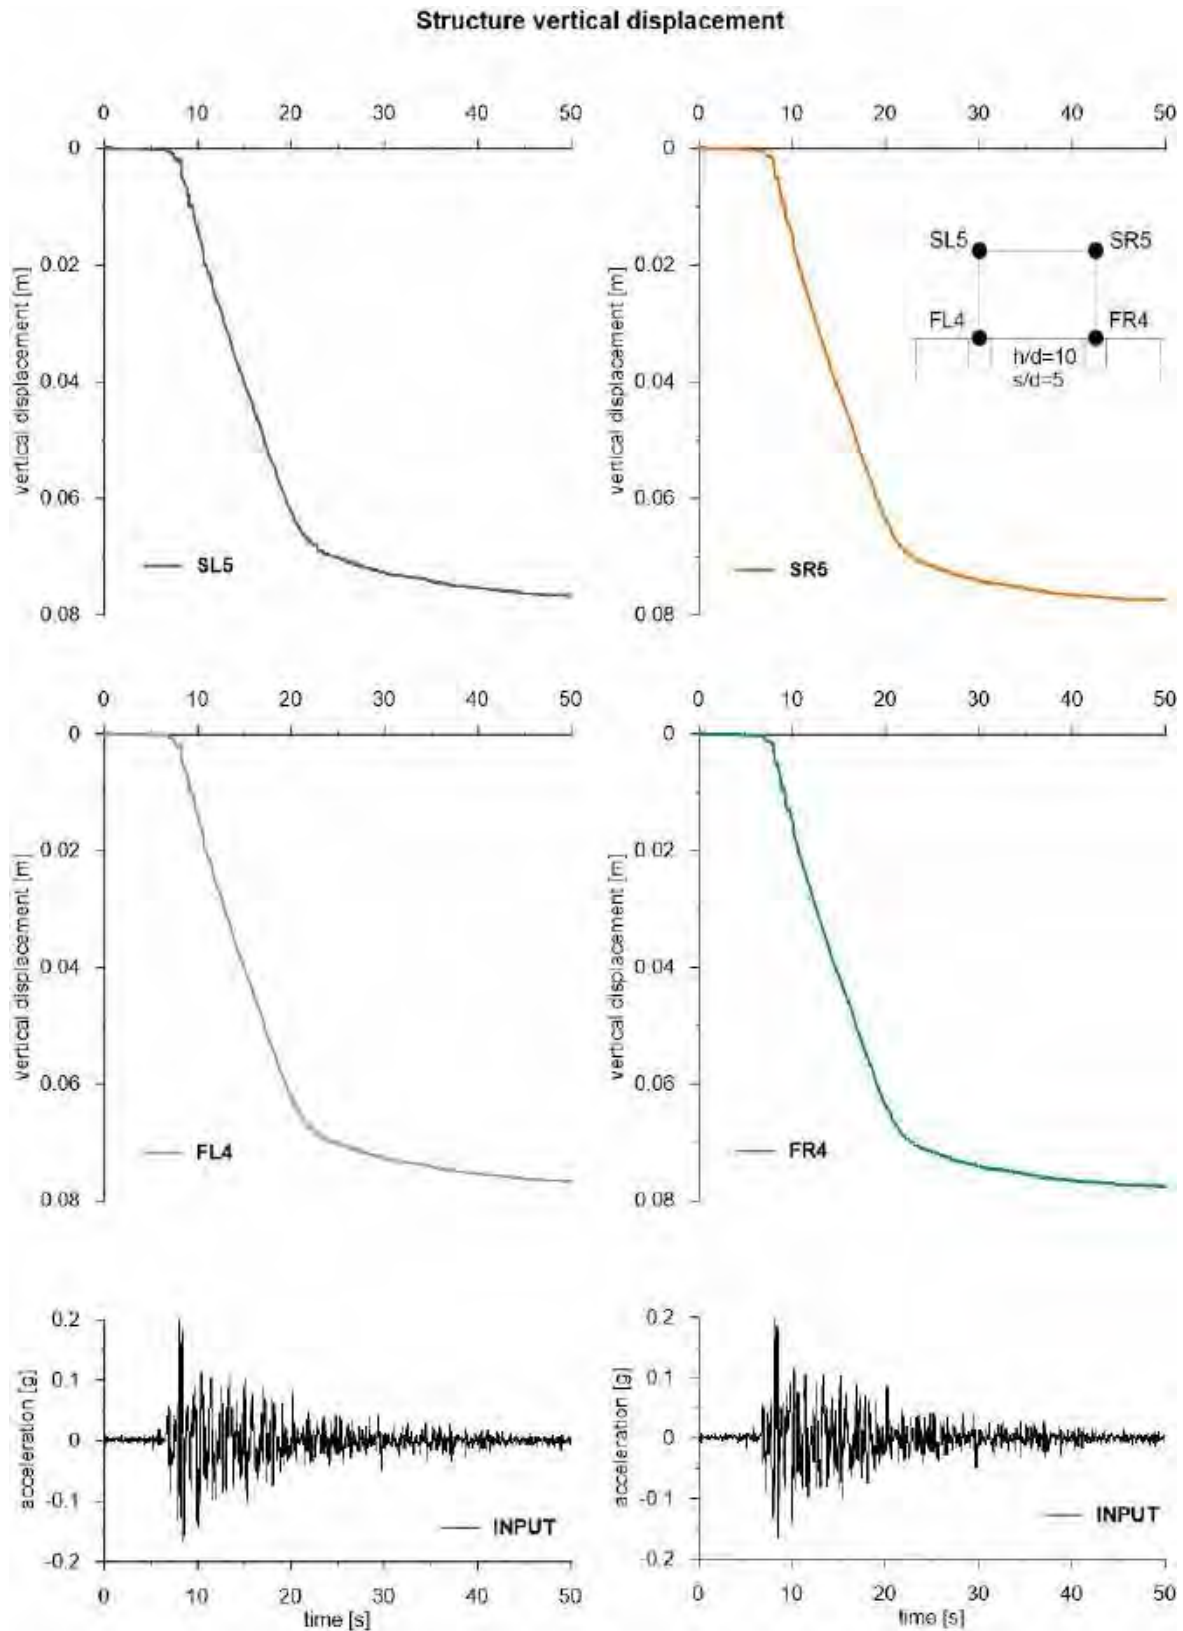 Structure vertical displacement
0 10 20 30 40 50
0
0.02
0.04
0.06
0.08
vertical displacement [m]
SL5
0 10 20 30 40 50
0
0.02
0.04
0.06
0.08
vertical displacement [m]
SL5 SR5
FL4 FR4
h/d=10
s/d=5
SR5
0 10 20 30 40 50
0
0.02
0.04
0.06
0.08
vertical displacement [m]
FL4
0 10 20 30 40 50
0
0.02
0.04
0.06
0.08
vertical displacement [m]
FR4
0.2
0.1
0
-0.1
-0.2
acceleration [g]
INPUT
0 10 20 30 40 50
time [s]
0.2
0.1
0
-0.1
-0.2
acceleration [g]
INPUT
0 10 20 30 40 50
time [s]